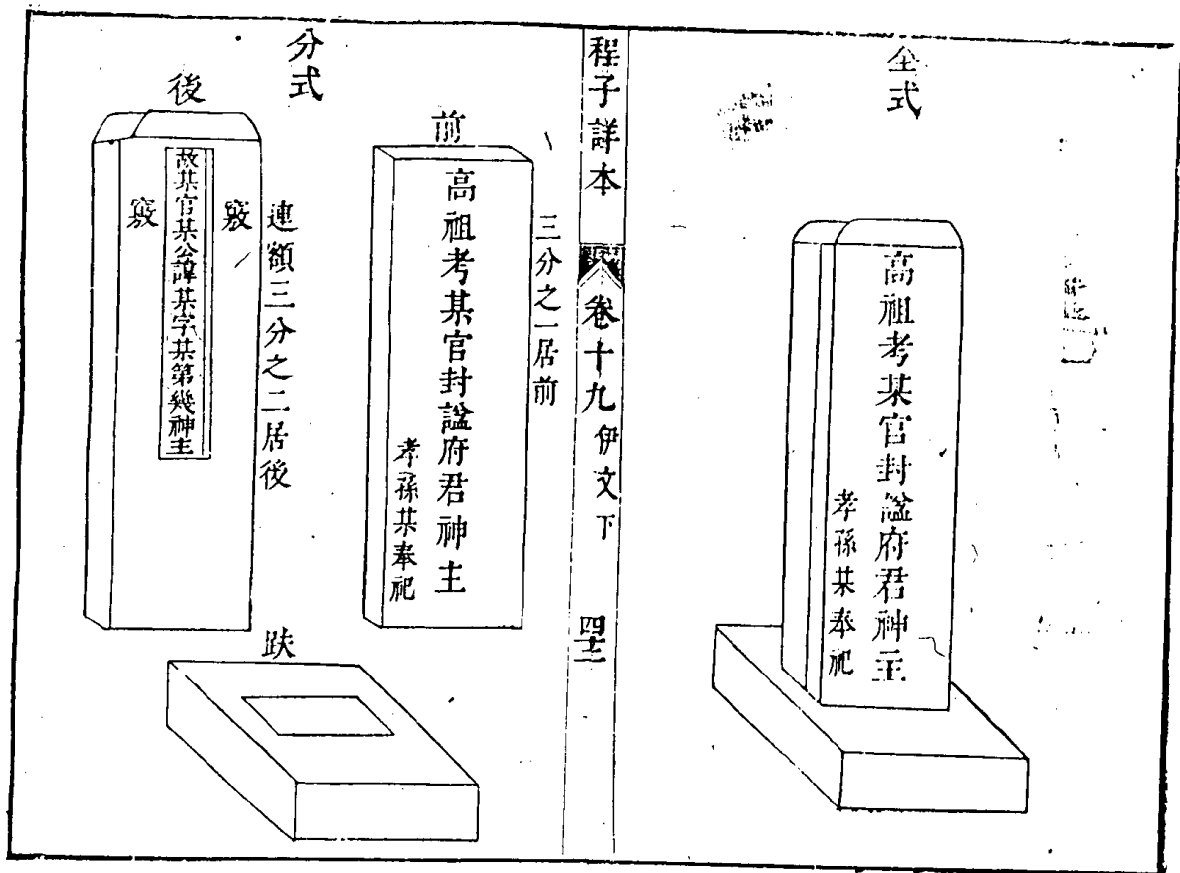 全式
高祖考某官封諡府君神主
孝孫某奉祀
程子詳本
卷十九
伊文下
四十三
分式
前
三分之一居前
高祖考某官封諡府君神主
孝孫某奉祀
後
連額三分之二居後
竅
故某官某公諱某字某第幾神主
竅
趺